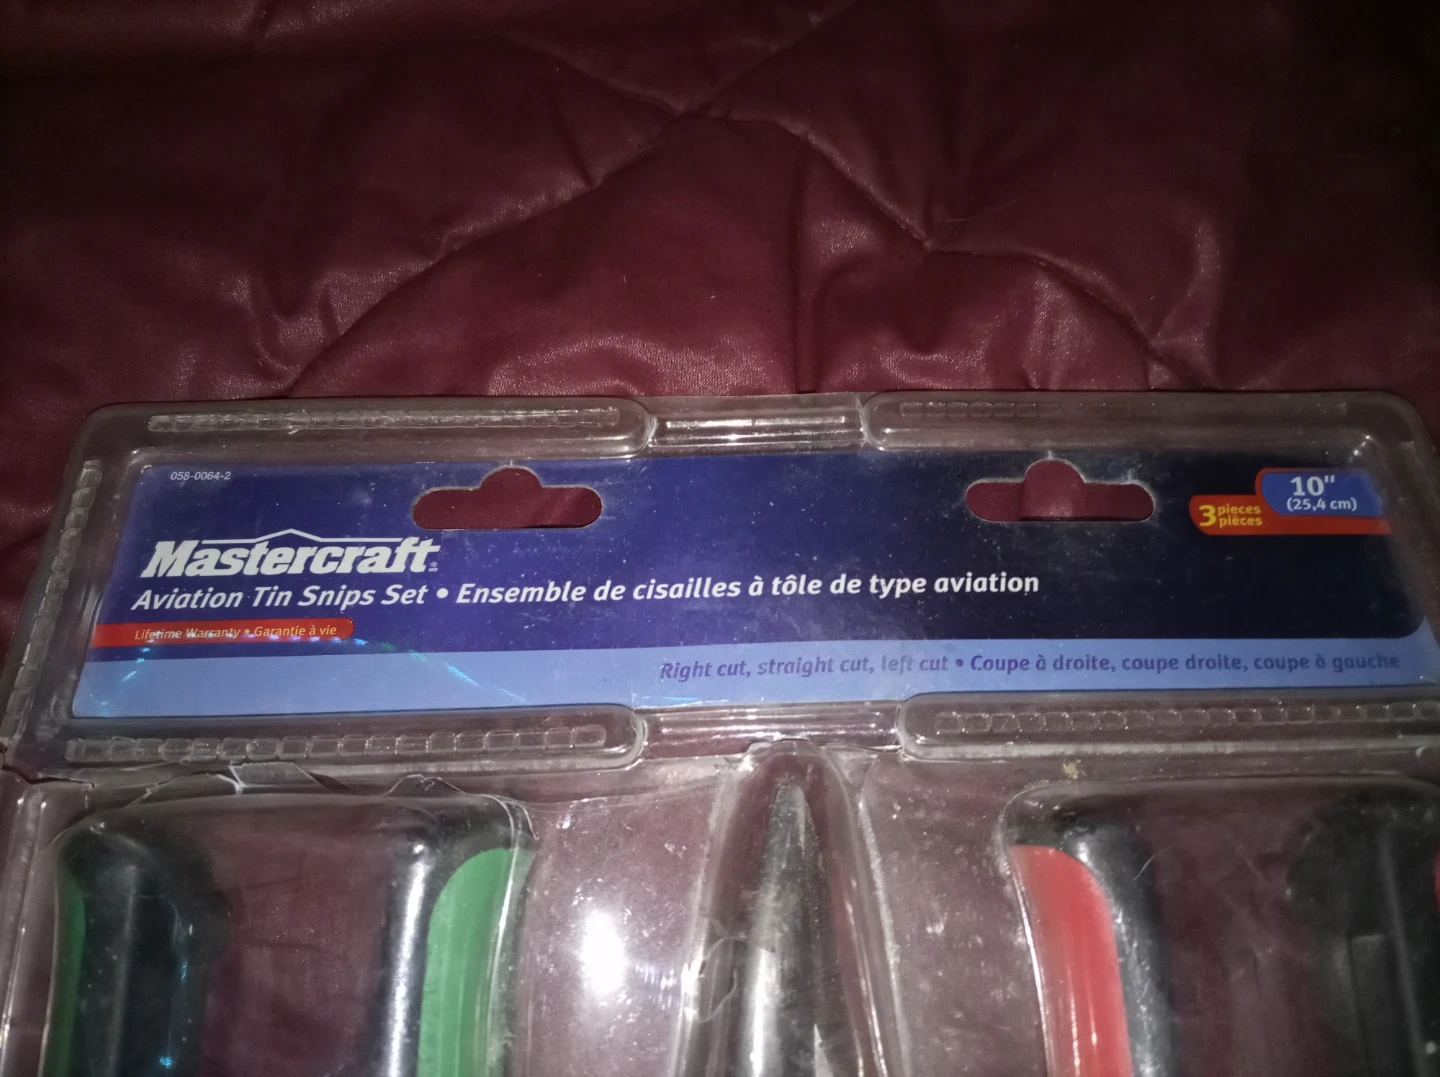 058-0064-2
Mastercraft
Aviation Tin Snips Set • Ensemble de cisailles à tôle de type aviation
Lifetime Warranty • Garantie à vie
Right cut, straight cut, left cut • Coupe à droite, coupe droite, coupe à gauche
3 pieces
pièces
10"
(25,4 cm)